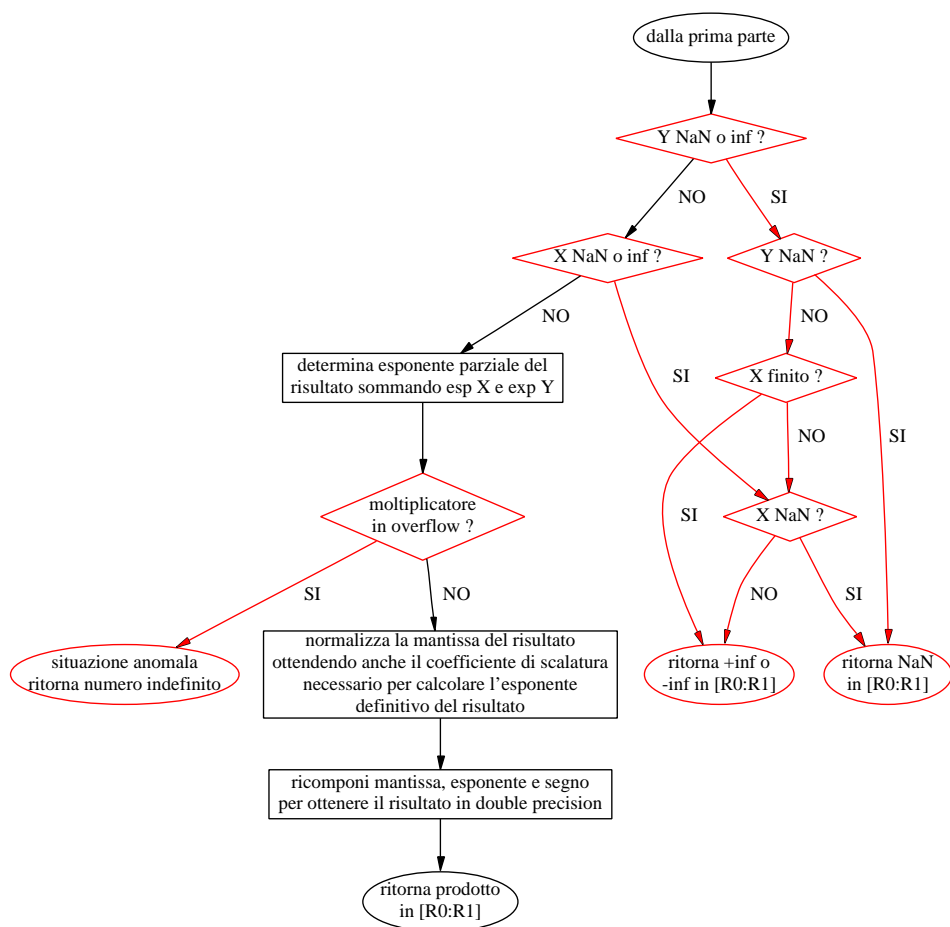 dalla prima parte
Y NaN o inf ?
NO
SI
X NaN o inf ?
Y NaN ?
NO
NO
determina esponente parziale del
risultato sommando esp X e exp Y
SI
X finito ?
NO
SI
moltiplicatore
in overflow ?
SI
X NaN ?
SI
NO
NO
SI
situazione anomala
ritorna numero indefinito
normalizza la mantissa del risultato
ottendendo anche il coefficiente di scalatura
necessario per calcolare l'esponente
definitivo del risultato
ritorna +inf o
-inf in [R0:R1]
ritorna NaN
in [R0:R1]
ricomponi mantissa, esponente e segno
per ottenere il risultato in double precision
ritorna prodotto
in [R0:R1]